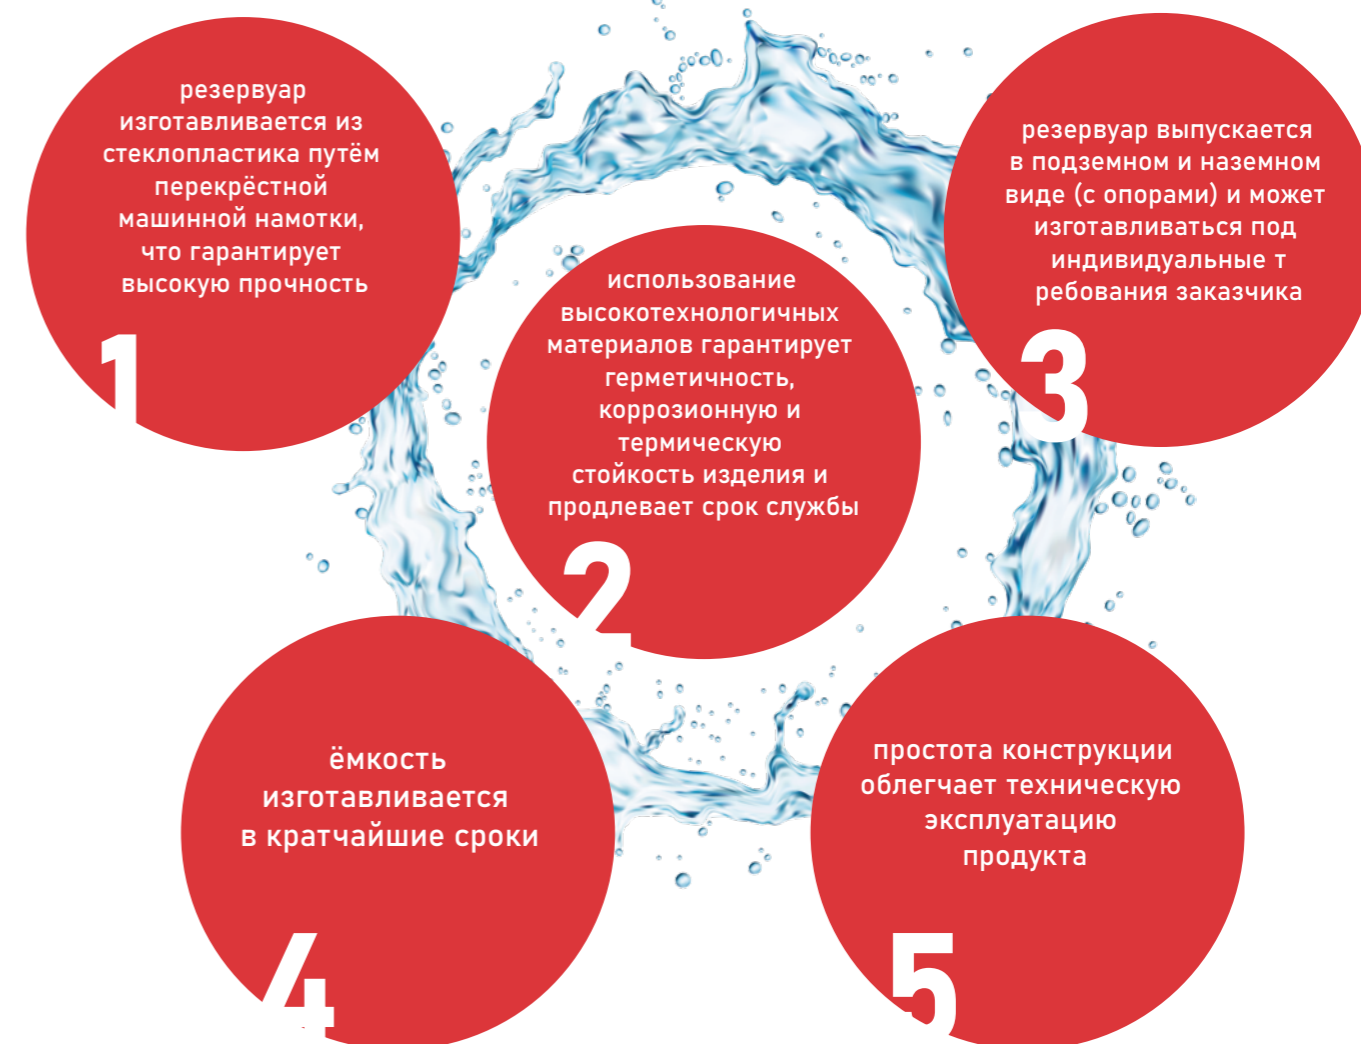 резервуар
изготавливается из
стеклопластика путём
перекрёстной
машинной намотки,
что гарантирует
высокую прочность
1
использование
высокотехнологичных
материалов гарантирует
герметичность,
коррозионную и
термическую
стойкость изделия и
продлевает срок службы
2
резервуар выпускается
в подземном и наземном
виде (с опорами) и может
изготавливаться под
индивидуальные т
ребования заказчика
3
ёмкость
изготавливается
в кратчайшие сроки
4
простота конструкции
облегчает техническую
эксплуатацию
продукта
5